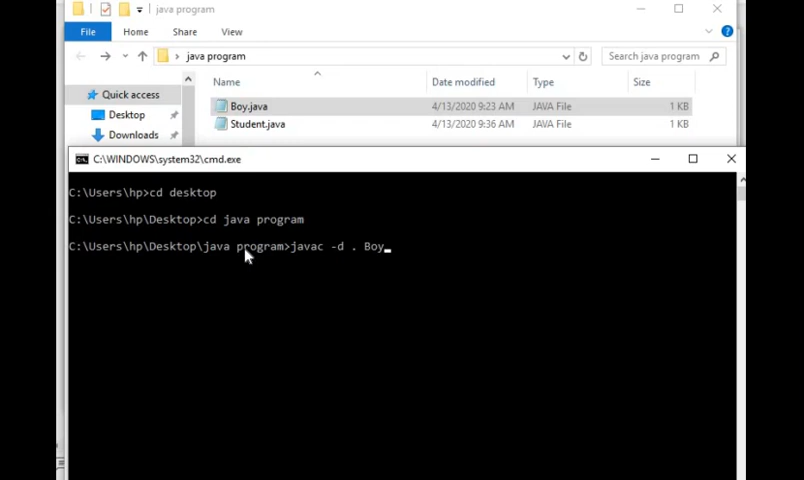 java program
File Home Share View
java program
Search java program
Name Date modified Type Size
Quick access
Desktop
Downloads
Boy.java 4/13/2020 9:23 AM JAVA File 1 KB
Student.java 4/13/2020 9:36 AM JAVA File 1 KB
C:\WINDOWS\system32\cmd.exe
C:\Users\hp>cd desktop
C:\Users\hp\Desktop>cd java program
C:\Users\hp\Desktop\java program>javac -d . Boy